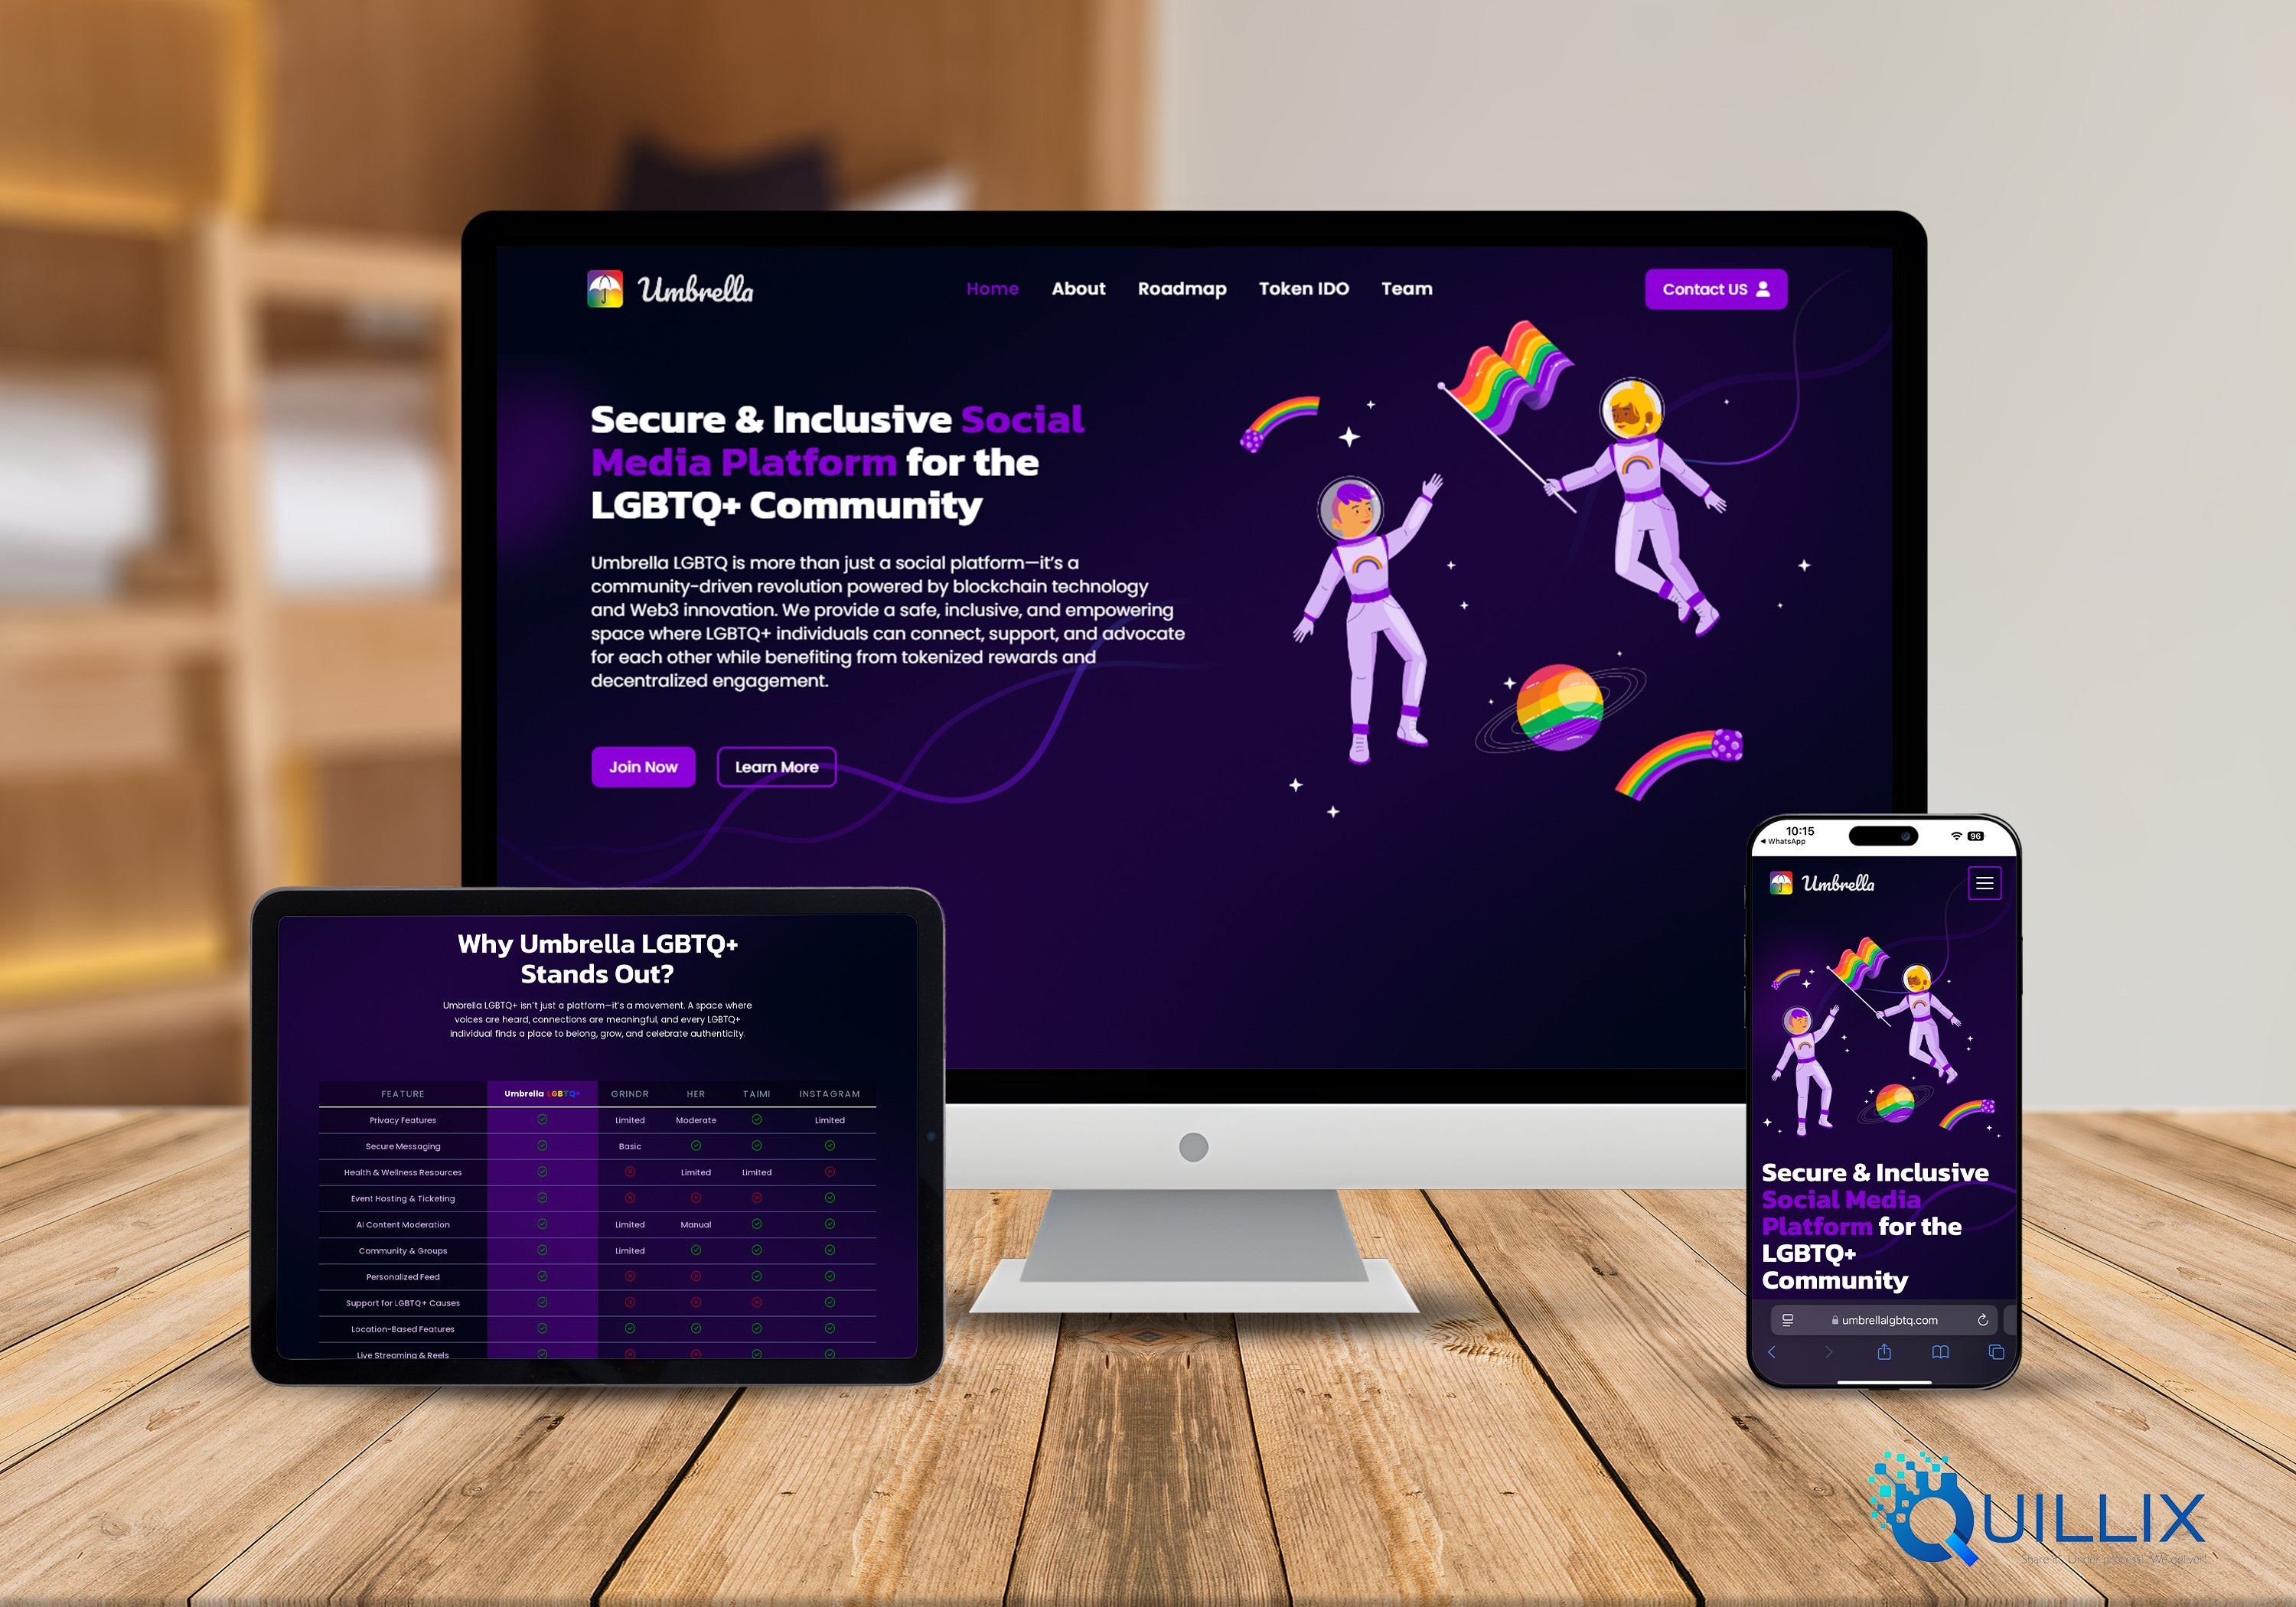 Umbrella
Home About Roadmap Token IDO Team
Contact US
Secure & Inclusive Social
Media Platform for the
LGBTQ+ Community
Umbrella LGBTQ is more than just a social platform—it's a
community-driven revolution powered by blockchain technology
and Web3 innovation. We provide a safe, inclusive, and empowering
space where LGBTQ+ individuals can connect, support, and advocate
for each other while benefiting from tokenized rewards and
decentralized engagement.
Join Now Learn More
Why Umbrella LGBTQ+
Stands Out?
Umbrella LGBTQ+ isn't just a platform—it's a movement. A space where
voices are heard, connections are meaningful, and every LGBTQ+
individual finds a place to belong, grow, and celebrate authenticity.
FEATURE Umbrella LGBTQ+ GRINDR HER TAIMI INSTAGRAM
Privacy Features Limited Moderate Limited
Secure Messaging Basic
Health & Wellness Resources Limited Limited
Event Hosting & Ticketing
AI Content Moderation Limited Manual
Community & Groups Limited
Personalized Feed
Support for LGBTQ+ Causes
Location-Based Features
Live Streaming & Reels
10:15
96
WhatsApp
Umbrella
Secure & Inclusive
Social Media
Platform for the
LGBTQ+
Community
umbrellalgbtq.com
QUILLIX
Share it. Under process. We deliver!